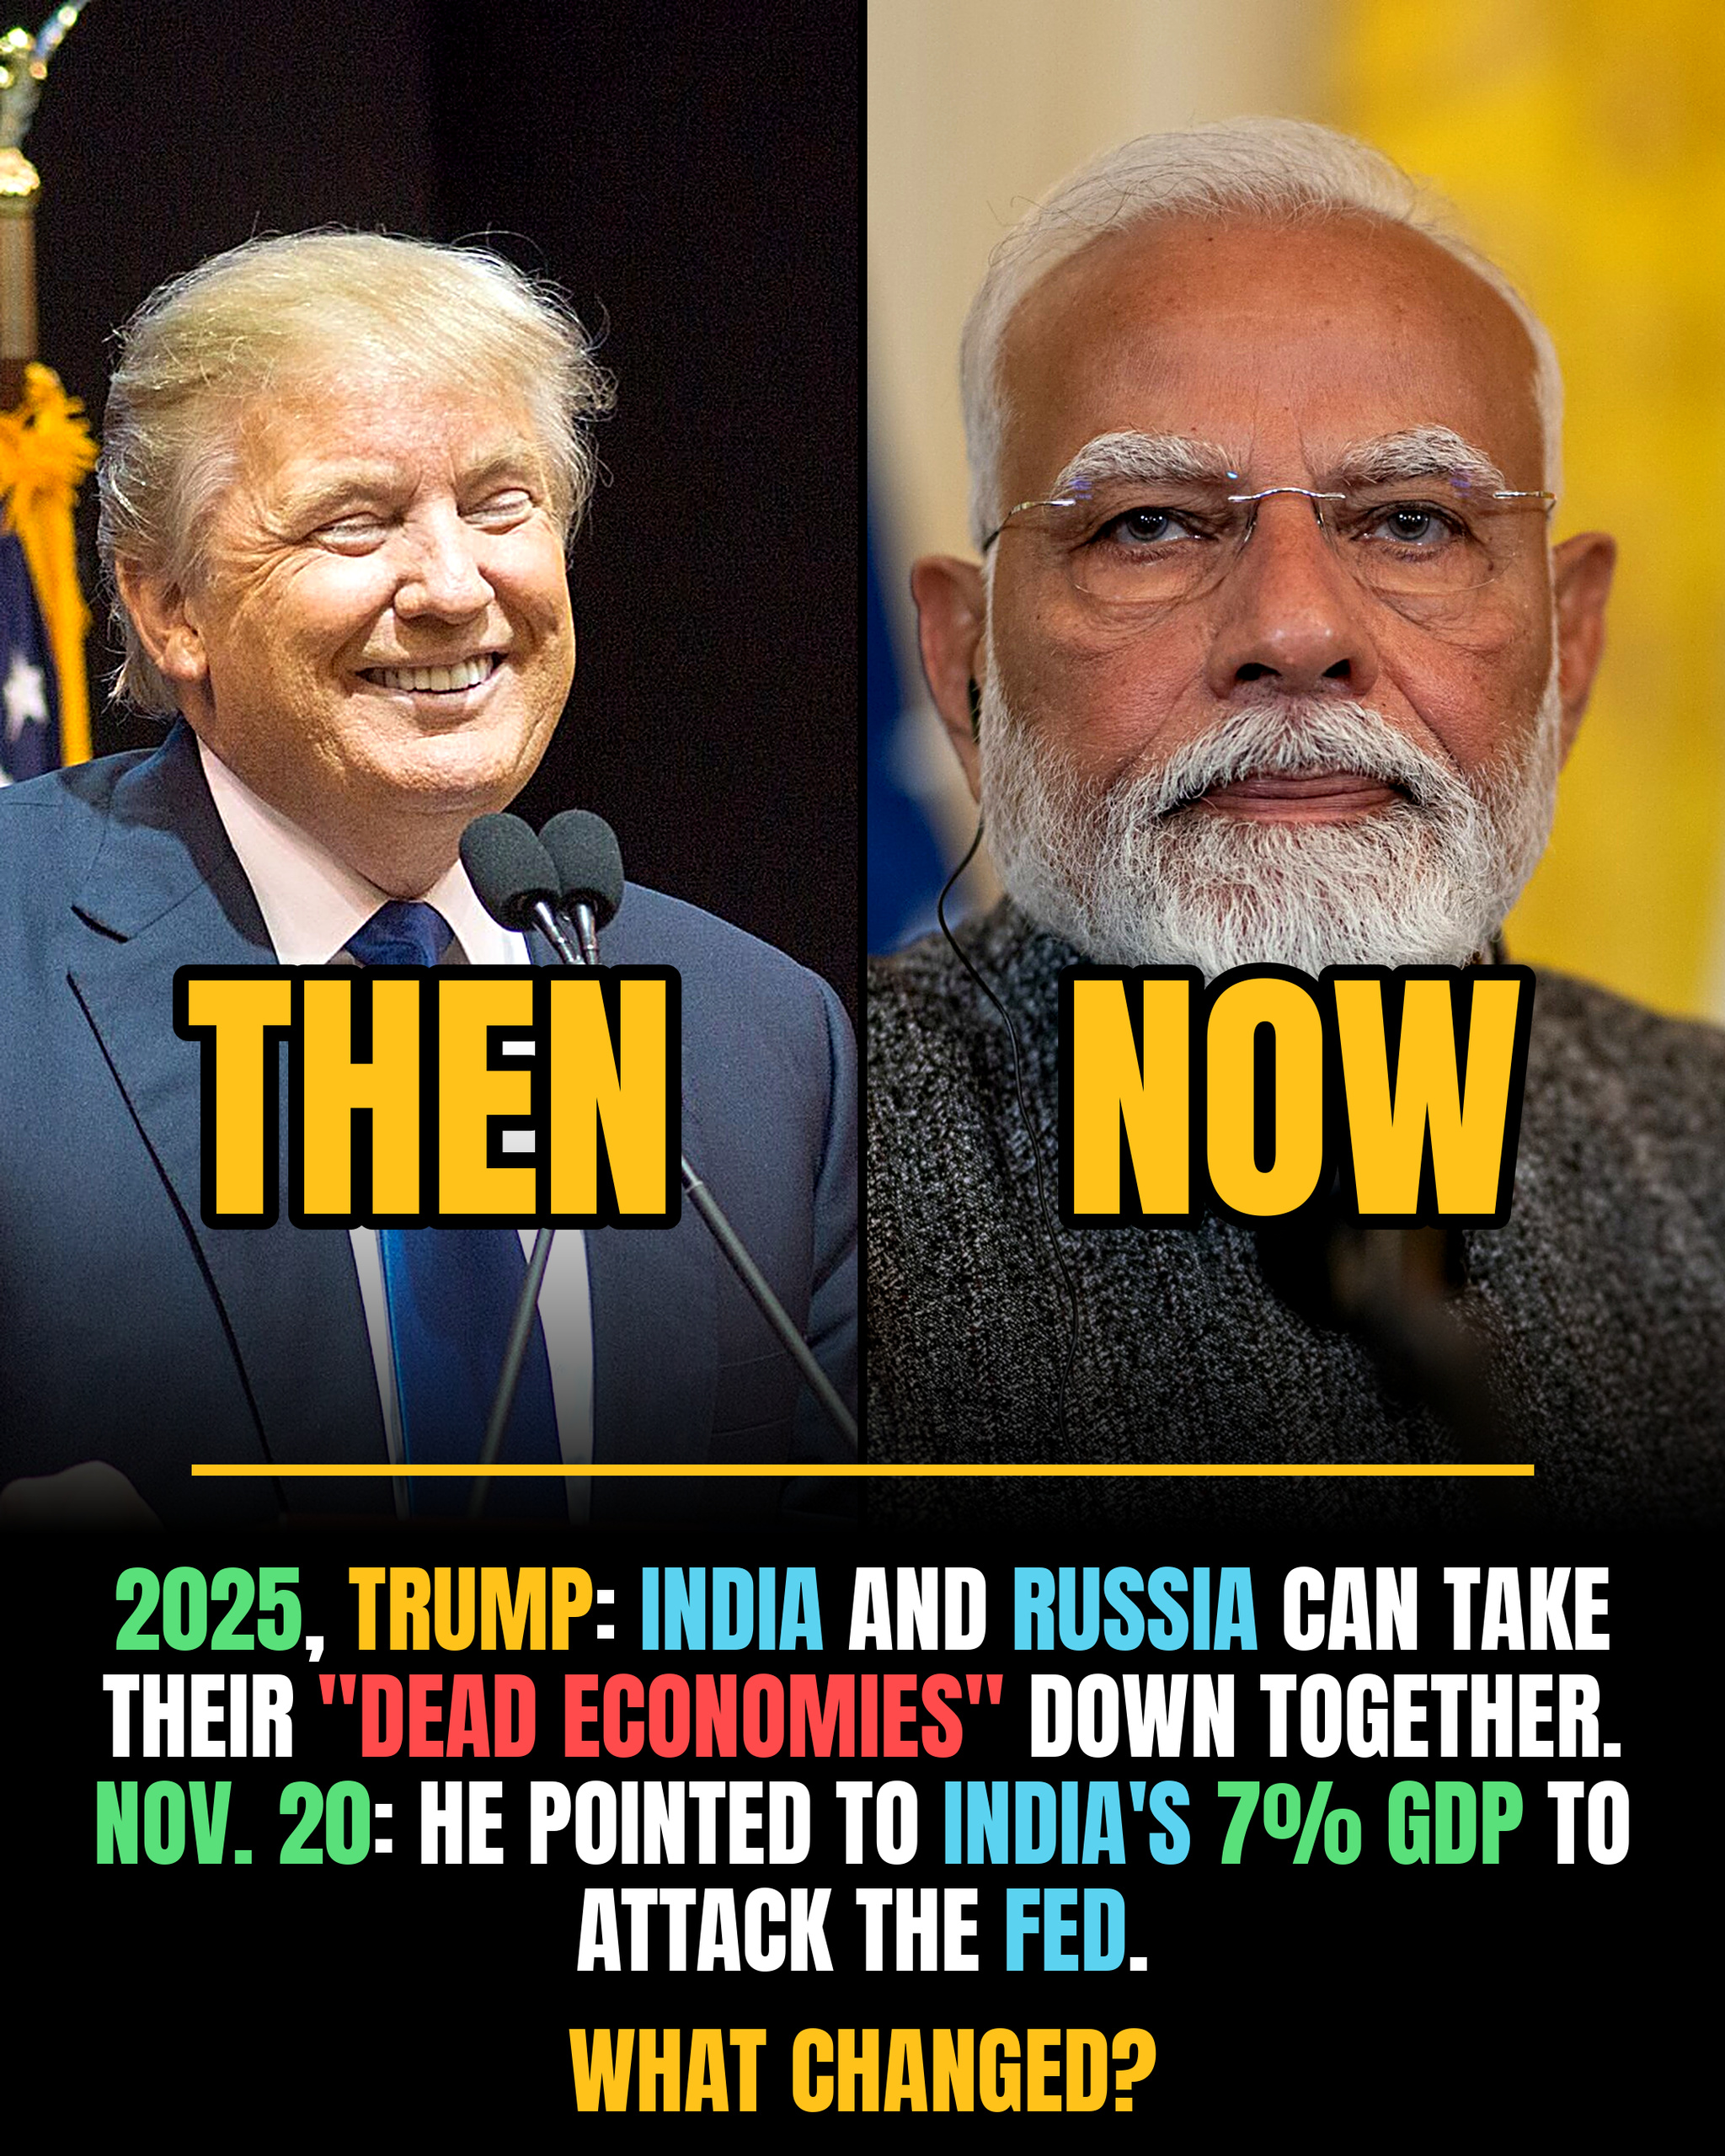 THEN
NOW
2025, TRUMP: INDIA AND RUSSIA CAN TAKE
THEIR "DEAD ECONOMIES" DOWN TOGETHER.
NOV. 20: HE POINTED TO INDIA'S 7% GDP TO
ATTACK THE FED.
WHAT CHANGED?